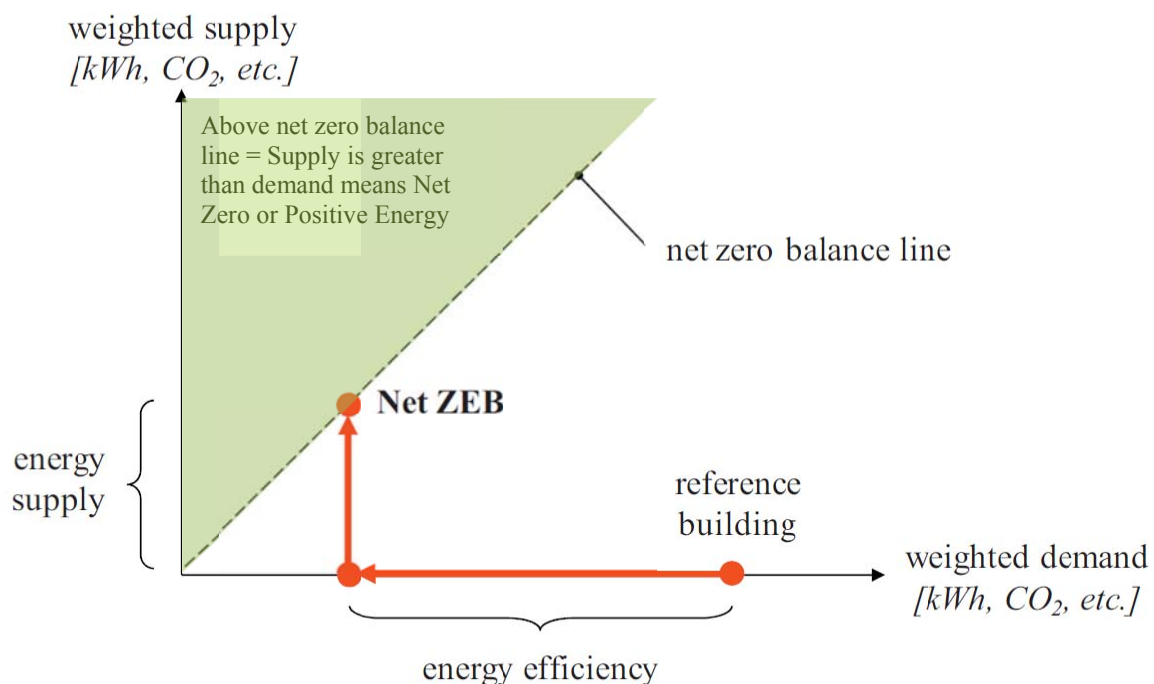 weighted supply
[kWh, CO₂, etc.]
Above net zero balance
line = Supply is greater
than demand means Net
Zero or Positive Energy
net zero balance line
Net ZEB
energy
supply
reference
building
weighted demand
[kWh, CO₂, etc.]
energy efficiency